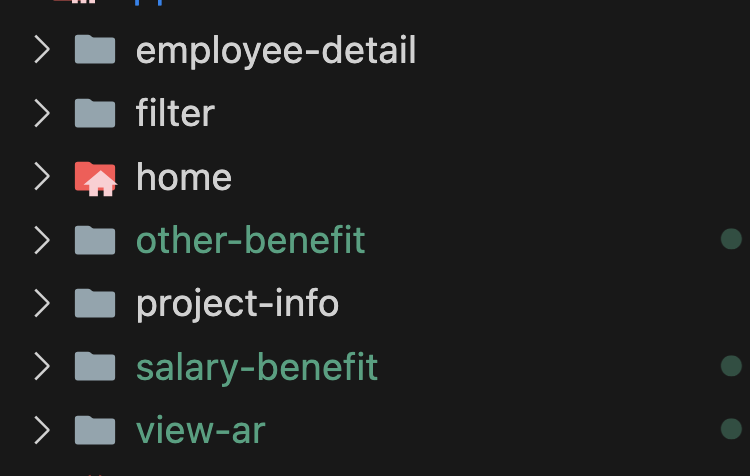 employee-detail
filter
home
other-benefit
project-info
salary-benefit
view-ar